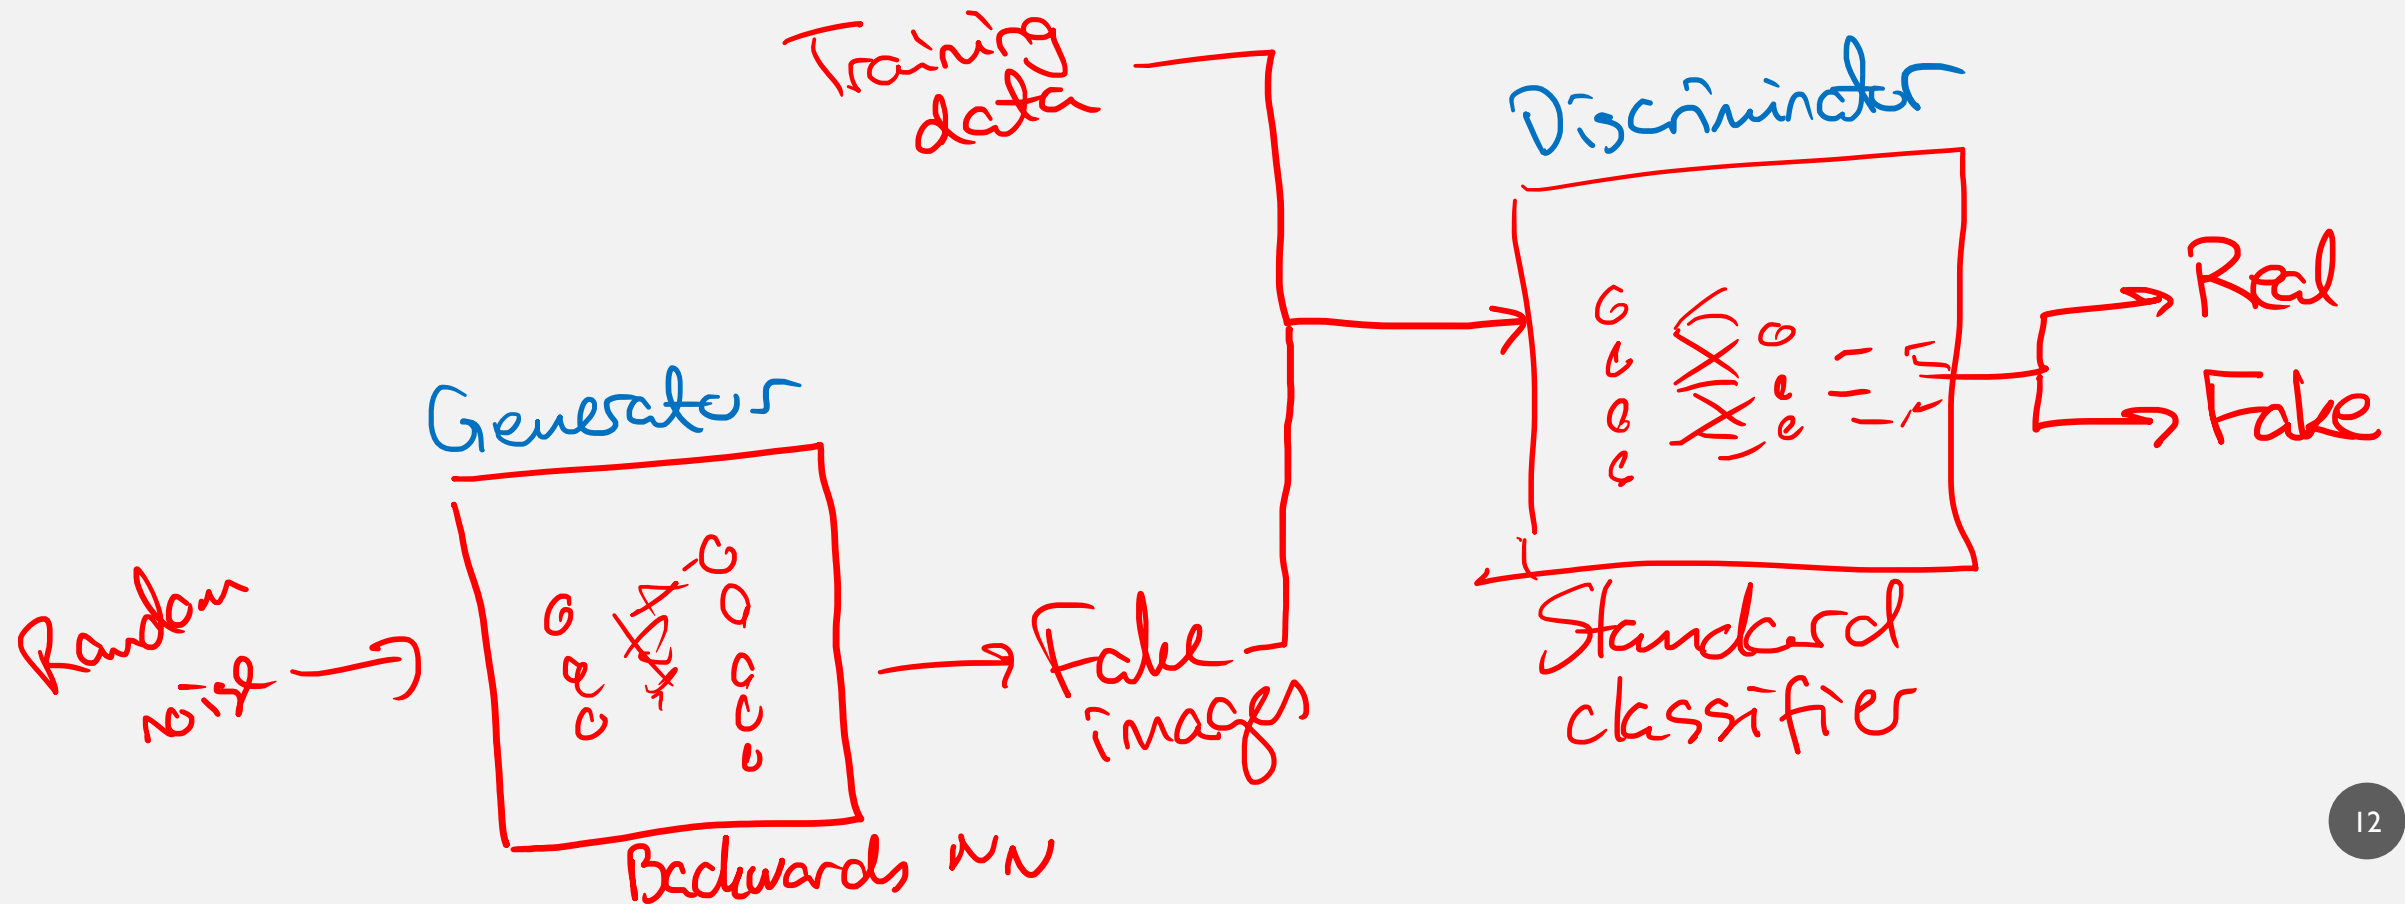 Training
data
Discriminator
Real
Fake
Generator
Random
noise
Fake
images
Standard
classifier
Backwards NN
12